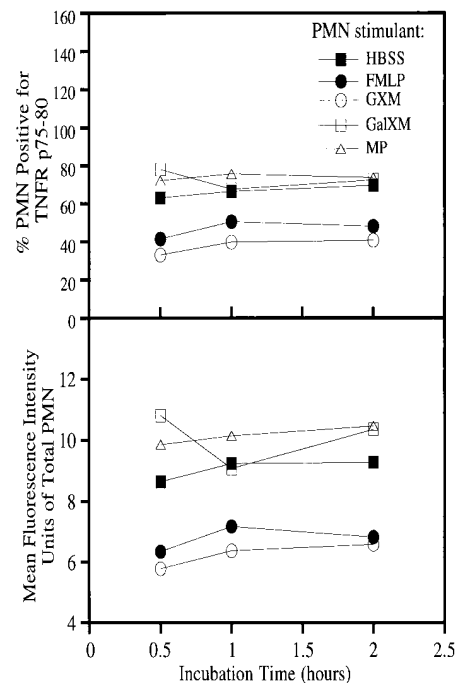 160
140
120
100
80
60
40
20
0
% PMN Positive for
TNFR p75-80
PMN stimulant:
HBSS
FMLP
GXM
GalXM
MP
12
10
8
6
4
Mean Fluorescence Intensity
Units of Total PMN
0
0.5
1
1.5
2
2.5
Incubation Time (hours)